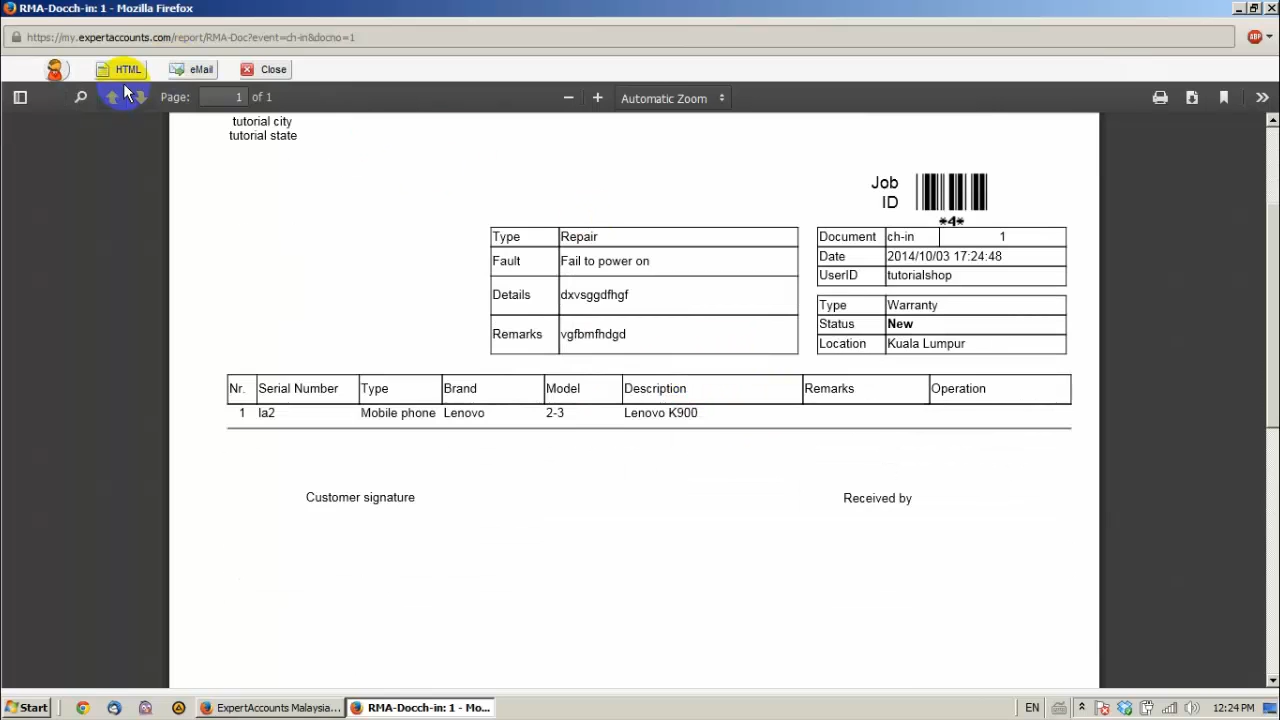 RMA-Docch-in: 1 - Mozilla Firefox
https://my.expertaccounts.com/report/RMA-Doc?event=ch-in&docno=1
ABP
HTML eMail Close
Page: 1 of 1 Automatic Zoom
tutorial city
tutorial state
Job
ID
*4*
Type Repair Document ch-in 1
Fault Fail to power on Date 2014/10/03 17:24:48
UserID tutorialshop
Details dxvsggdfhgf Type Warranty
Status New
Remarks vgfbmfhdgd Location Kuala Lumpur
Nr. Serial Number Type Brand Model Description Remarks Operation
1 la2 Mobile phone Lenovo 2-3 Lenovo K900
Customer signature Received by
Start ExpertAccounts Malaysia... RMA-Docch-in: 1 - Mo... EN 12:24 PM